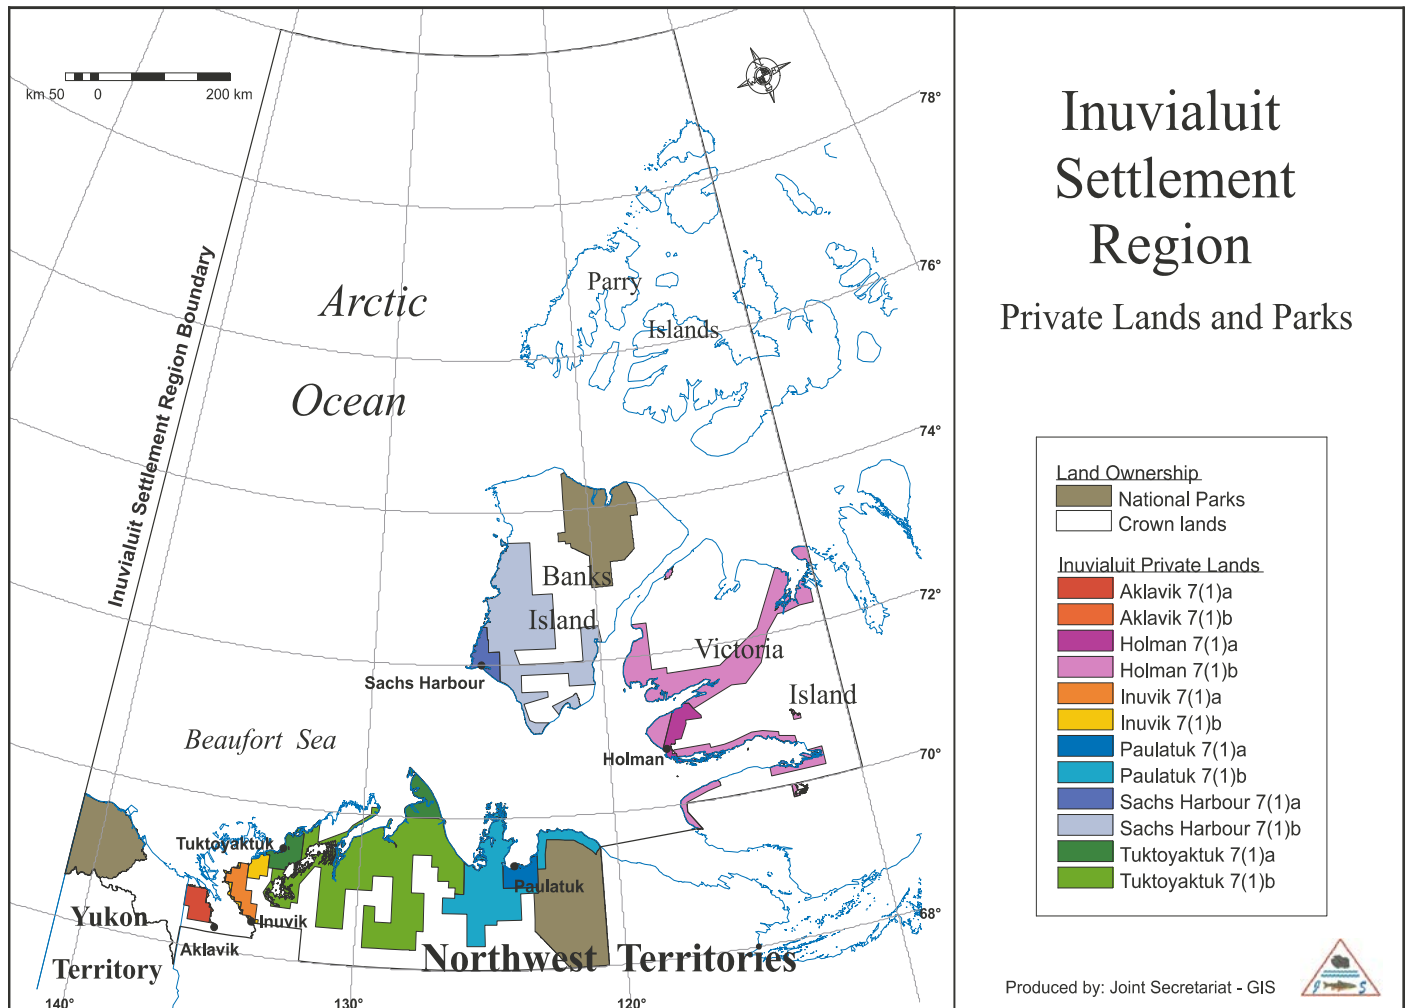 Inuvialuit
Settlement
Region
Private Lands and Parks
km 50 0 200 km
78°
76°
74°
72°
70°
68°
140°
130°
120°
Inuvialuit Settlement Region Boundary
Arctic
Ocean
Parry
Islands
Banks
Island
Victoria
Island
Sachs Harbour
Holman
Beaufort Sea
Tuktoyaktuk
Paulatuk
Inuvik
Aklavik
Yukon
Territory
Northwest Territories
Land Ownership
National Parks
Crown lands
Inuvialuit Private Lands
Aklavik 7(1)a
Aklavik 7(1)b
Holman 7(1)a
Holman 7(1)b
Inuvik 7(1)a
Inuvik 7(1)b
Paulatuk 7(1)a
Paulatuk 7(1)b
Sachs Harbour 7(1)a
Sachs Harbour 7(1)b
Tuktoyaktuk 7(1)a
Tuktoyaktuk 7(1)b
Produced by: Joint Secretariat - GIS